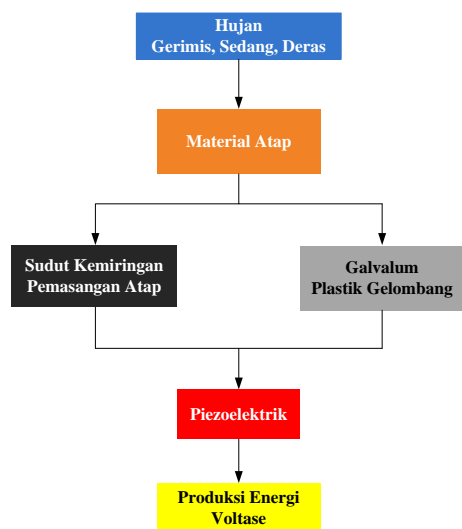 Hujan
Gerimis, Sedang, Deras
Material Atap
Sudut Kemiringan
Pemasangan Atap
Galvalum
Plastik Gelombang
Piezoelektrik
Produksi Energi
Voltase